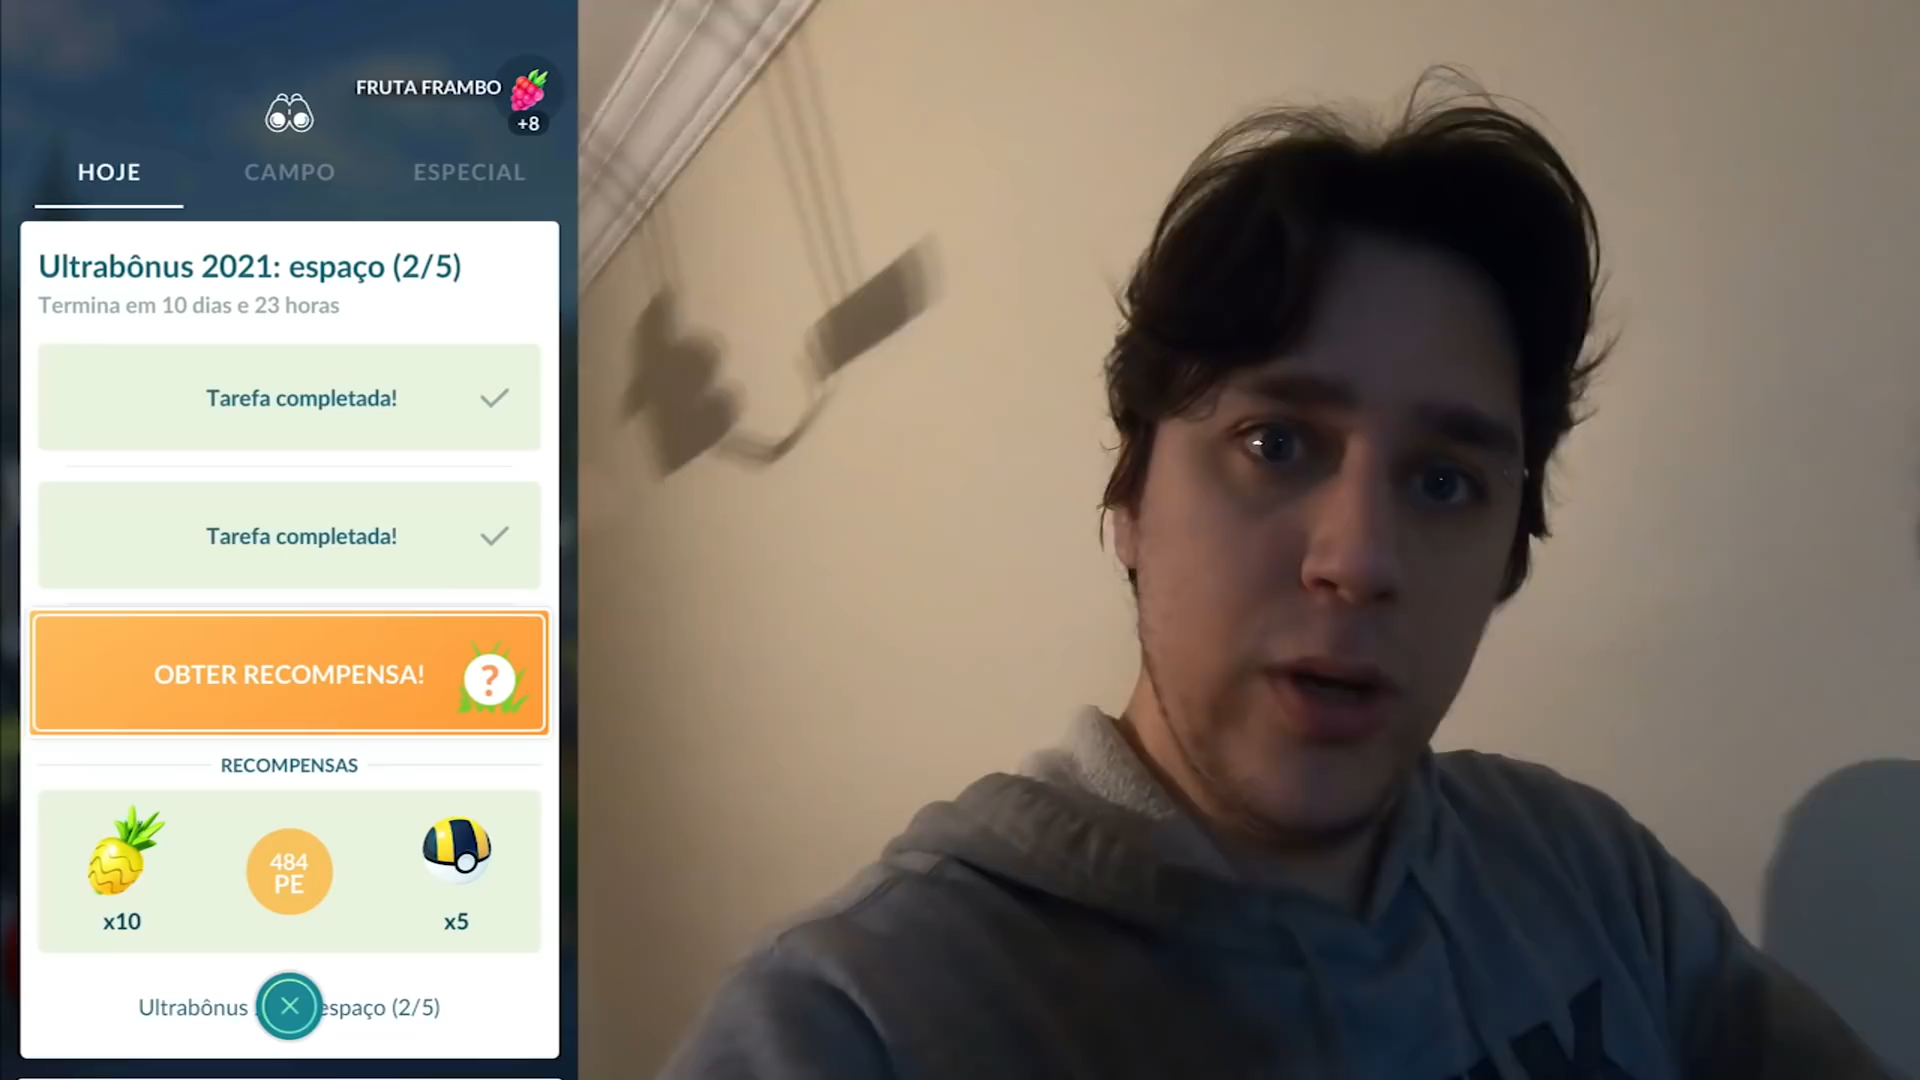 FRUTA FRAMBO
+8
HOJE
CAMPO
ESPECIAL
Ultrabônus 2021: espaço (2/5)
Termina em 10 dias e 23 horas
Tarefa completada!
Tarefa completada!
OBTER RECOMPENSA!
?
RECOMPENSAS
x10
484
PE
x5
Ultrabônus espaço (2/5)